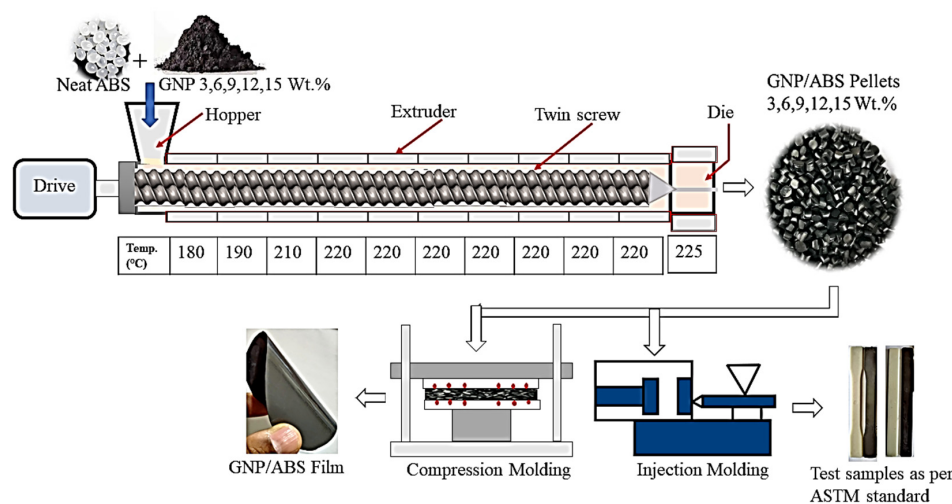 +
Neat ABS
GNP 3,6,9,12,15 Wt.%
Hopper
Extruder
Twin screw
Die
GNP/ABS Pellets
3,6,9,12,15 Wt.%
Drive
Temp.
(°C)
180 190 210 220 220 220 220 220 220 220 225
GNP/ABS Film
Compression Molding
Injection Molding
Test samples as per
ASTM standard